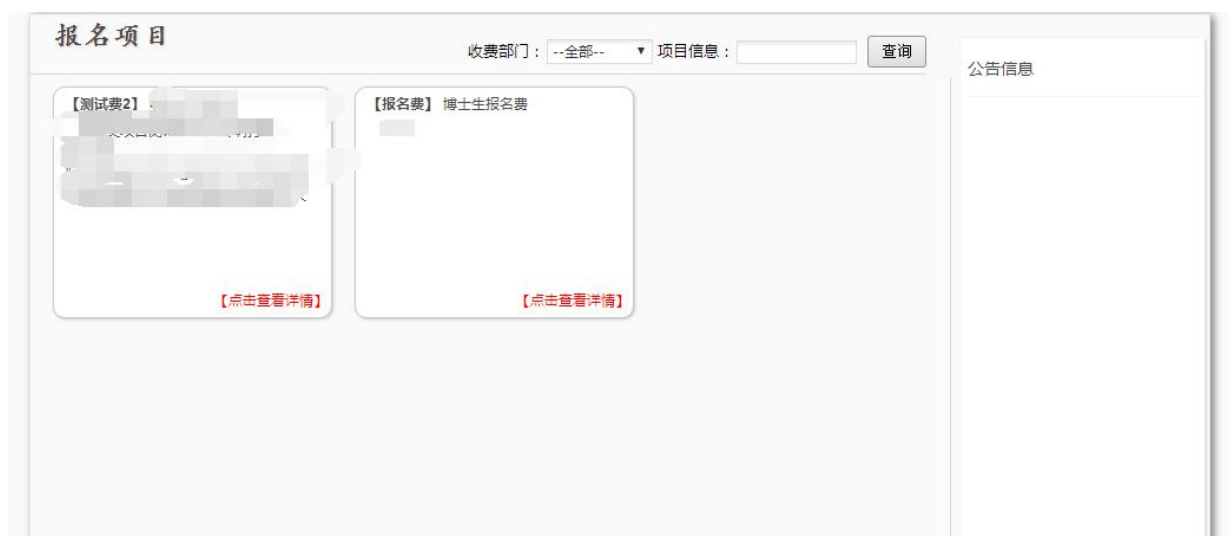 报名项目
收费部门：--全部-- 项目信息： 查询
公告信息
【测试费2】
【报名费】 博士生报名费
【点击查看详情】
【点击查看详情】